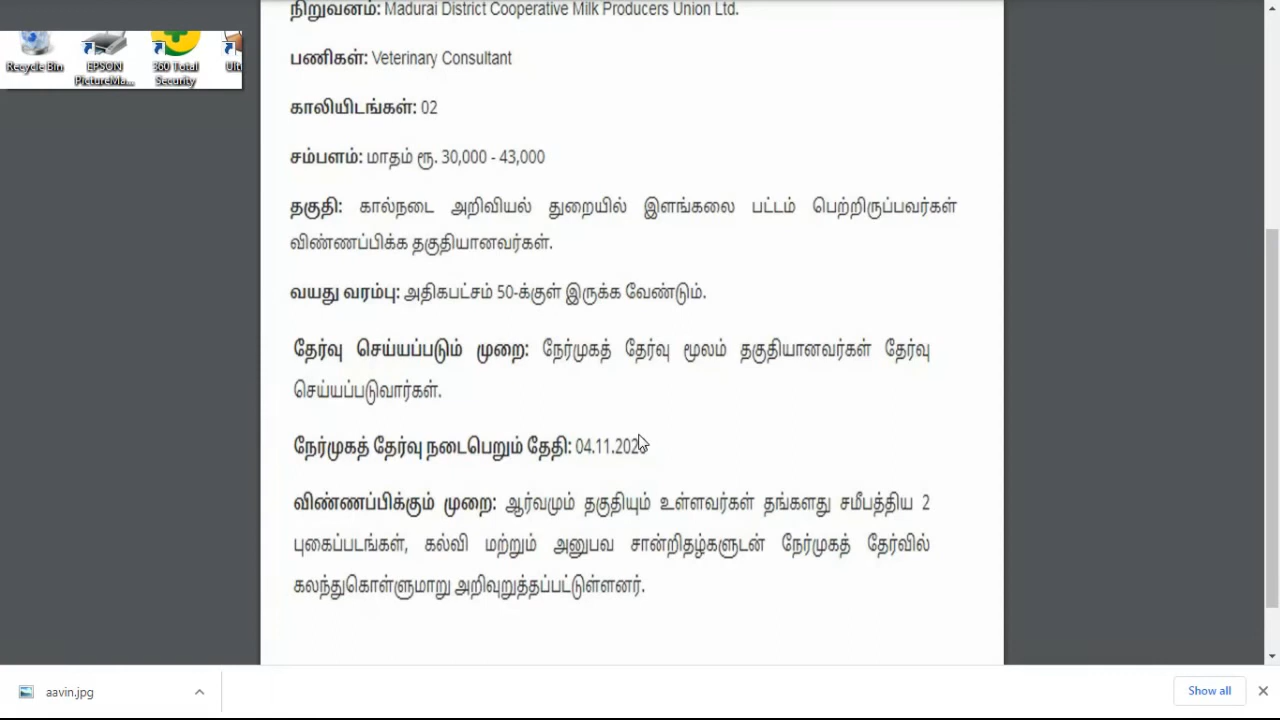 நிறுவனம்: Madurai District Cooperative Milk Producers Union Ltd.
Recycle Bin
EPSON PictureMa...
360 Total Security
Ult
பணிகள்: Veterinary Consultant
காலியிடங்கள்: 02
சம்பளம்: மாதம் ரூ. 30,000 - 43,000
தகுதி: கால்நடை அறிவியல் துறையில் இளங்கலை பட்டம் பெற்றிருப்பவர்கள்
விண்ணப்பிக்க தகுதியானவர்கள்.
வயது வரம்பு: அதிகபட்சம் 50-க்குள் இருக்க வேண்டும்.
தேர்வு செய்யப்படும் முறை: நேர்முகத் தேர்வு மூலம் தகுதியானவர்கள் தேர்வு
செய்யப்படுவார்கள்.
நேர்முகத் தேர்வு நடைபெறும் தேதி:
விண்ணப்பிக்கும் முறை: ஆர்வமும் தகுதியும் உள்ளவர்கள் தங்களது சமீபத்திய 2
புகைப்படங்கள், கல்வி மற்றும் அனுபவ சான்றிதழ்களுடன் நேர்முகத் தேர்வில்
கலந்துகொள்ளுமாறு அறிவுறுத்தப்பட்டுள்ளனர்.
aavin.jpg
Show all